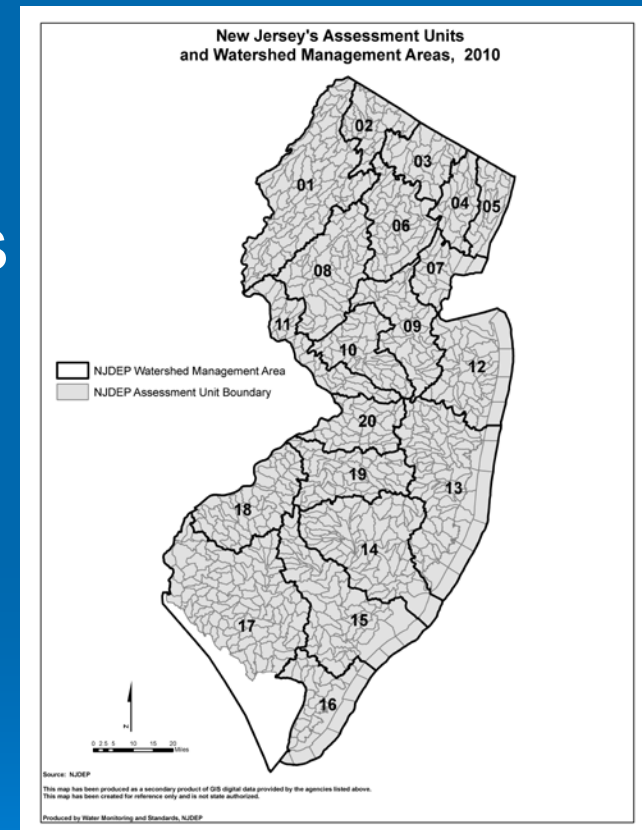 New Jersey's Assessment Units
and Watershed Management Areas, 2010
02
03
01
04
05
06
08
07
11
09
10
12
NJDEP Watershed Management Area
NJDEP Assessment Unit Boundary
20
19
13
18
14
15
17
16
N
0 2.5 5 10 15 20
Miles
Source: NJDEP
This map has been produced as a secondary product of GIS digital data provided by the agencies listed above.
This map has been created for reference only and is not state authorized.
Produced by Water Monitoring and Standards, NJDEP
s